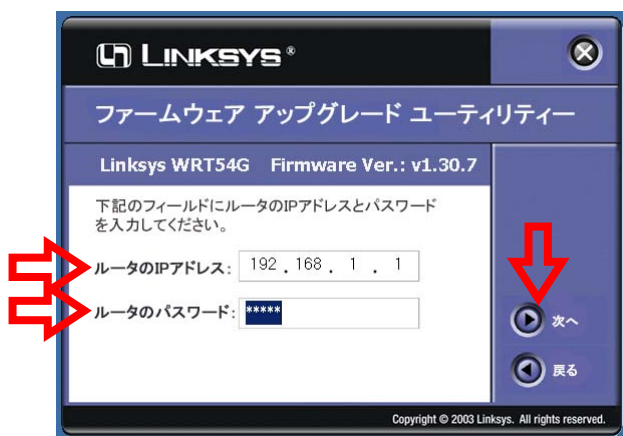 LINKSYS®
ファームウェア アップグレード ユーティリティー
Linksys WRT54G Firmware Ver.: v1.30.7
下記のフィールドにルータのIPアドレスとパスワード
を入力してください。
ルータのIPアドレス: 192 . 168 . 1 . 1
ルータのパスワード: *****
次へ
戻る
Copyright © 2003 Linksys. All rights reserved.